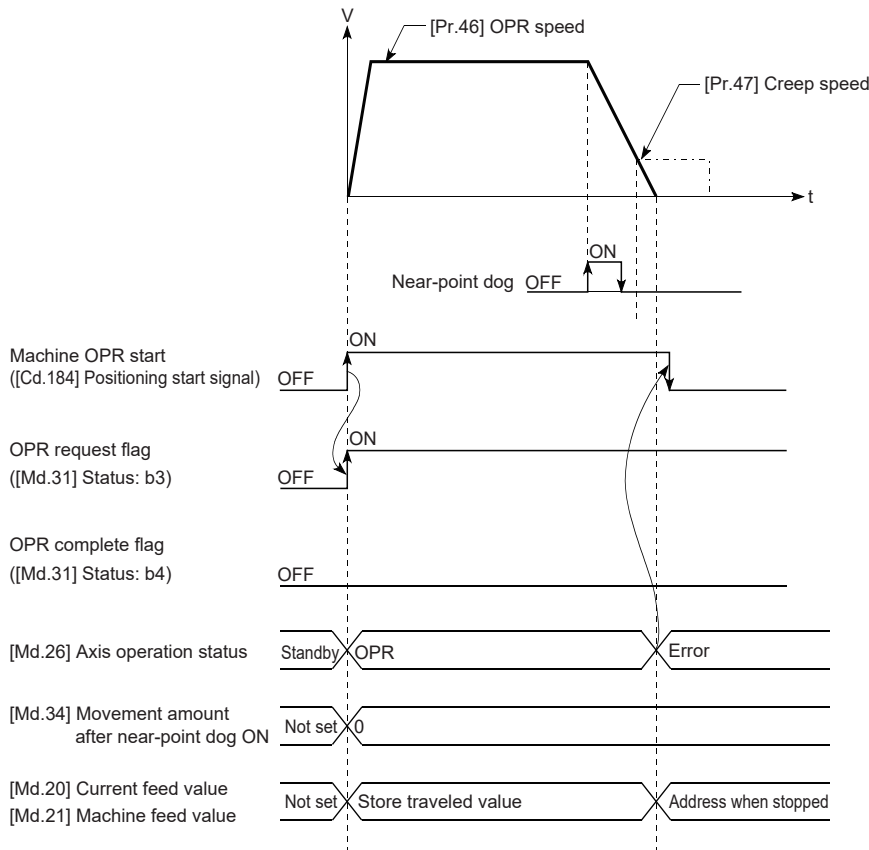 V
[Pr.46] OPR speed
[Pr.47] Creep speed
t
ON
Near-point dog OFF
ON
Machine OPR start
([Cd.184] Positioning start signal) OFF
ON
OPR request flag
([Md.31] Status: b3) OFF
OPR complete flag
([Md.31] Status: b4) OFF
[Md.26] Axis operation status Standby OPR Error
[Md.34] Movement amount
after near-point dog ON Not set 0
[Md.20] Current feed value
[Md.21] Machine feed value Not set Store traveled value Address when stopped